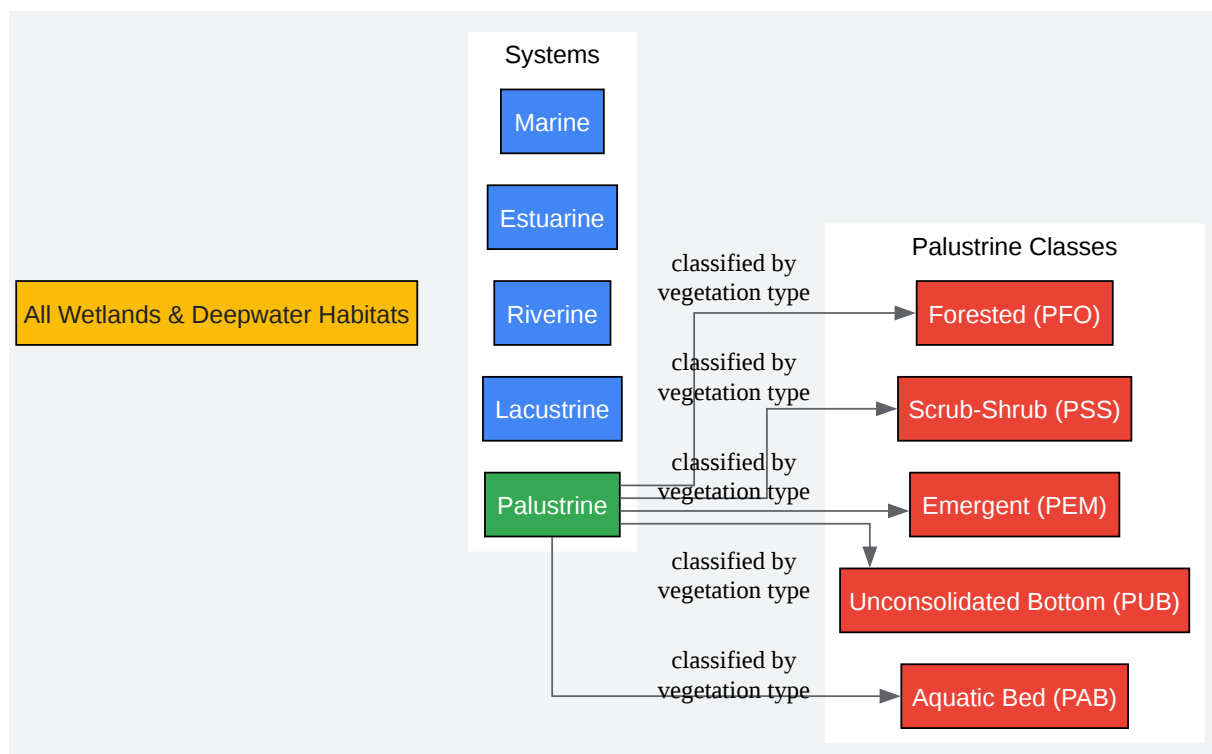 Systems
Marine
Estuarine
Riverine
Lacustrine
Palustrine
All Wetlands & Deepwater Habitats
classified by
vegetation type
classified by
vegetation type
classified by
vegetation type
classified by
vegetation type
classified by
vegetation type
Palustrine Classes
Forested (PFO)
Scrub-Shrub (PSS)
Emergent (PEM)
Unconsolidated Bottom (PUB)
Aquatic Bed (PAB)